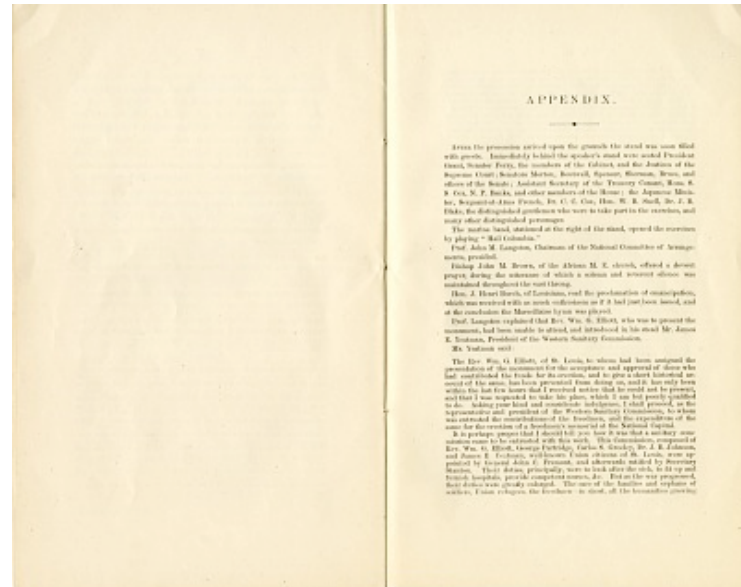 APPENDIX.
After the procession arrived upon the grounds the stand was soon filled
with guests. Immediately behind the speaker's stand were seated President
Grant, Senator Ferry, the members of the Cabinet, and the Justices of the
Supreme Court; Senators Morton, Boutwell, Spencer, Sherman, Bruce, and
others of the Senate; Assistant Secretary of the Treasury Conant, Hons. S.
S. Cox, N. P. Banks, and other members of the House; the Japanese Minis-
ter, Sergeant-at-Arms French, Dr. C. C. Cox, Hon. W. B. Snell, Dr. J. B.
Blake, the distinguished gentlemen who were to take part in the exercises, and
many other distinguished personages.
The marine band, stationed at the right of the stand, opened the exercises
by playing "Hail Columbia."
Prof. John M. Langston, Chairman of the National Committee of Arrange-
ments, presided.
Bishop John M. Brown, of the African M. E. church, offered a devout
prayer, during the utterance of which a solemn and reverent silence was
maintained throughout the vast throng.
Hon. J. Henri Burch, of Louisiana, read the proclamation of emancipation,
which was received with as much enthusiasm as if it had just been issued, and
at the conclusion the Marseillaise hymn was played.
Prof. Langston explained that Rev. Wm. G. Elliott, who was to present the
monument, had been unable to attend, and introduced in his stead Mr. James
E. Yeatman, President of the Western Sanitary Commission.
Mr. Yeatman said:
The Rev. Wm. G. Elliott, of St. Louis, to whom had been assigned the
presentation of the monument for the acceptance and approval of those who
had contributed the funds for its erection, and to give a short historical ac-
count of the same, has been prevented from doing so, and it has only been
within the last few hours that I received notice that he could not be present,
and that I was requested to take his place, which I am but poorly qualified
to do. Asking your kind and considerate indulgence, I shall proceed, as the
representative and president of the Western Sanitary Commission, to whom
was entrusted the contributions of the freedmen, and the expenditure of the
same for the erection of a freedmen's memorial at the National Capital.
It is perhaps proper that I should tell you how it was that a sanitary com-
mission came to be entrusted with this work. This Commission, composed of
Rev. Wm. G. Elliott, George Partridge, Carlos S. Greeley, Dr. J. B. Johnson,
and James E. Yeatman, well-known Union citizens of St. Louis, were ap-
pointed by General John C. Fremont, and afterwards ratified by Secretary
Stanton. Their duties, principally, were to look after the sick, to fit up and
furnish hospitals, provide competent nurses, &c. But as the war progressed,
their duties were greatly enlarged. The care of the families and orphans of
soldiers, Union refugees, the freedmen—in short, all the humanities growing